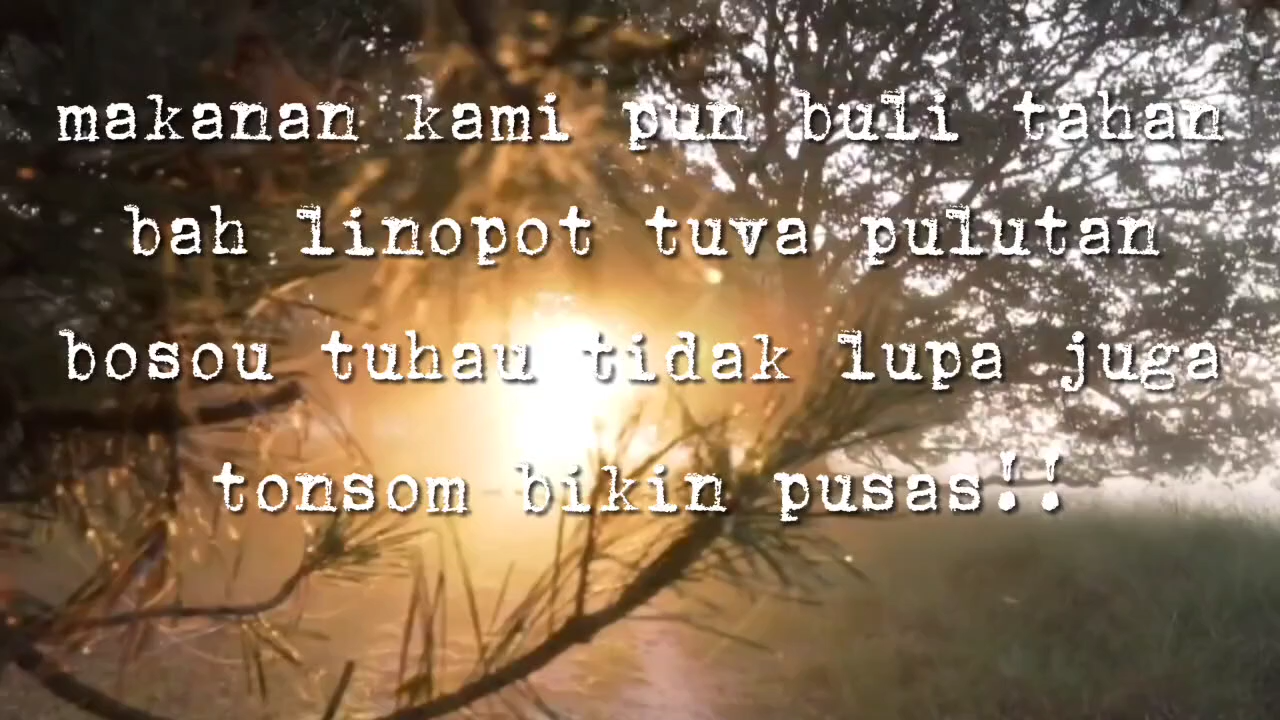 makanan kami pun buli tahan
bah linopot tuva pulutan
bosou tuhau tidak lupa juga
tonsom bikin pusas!!